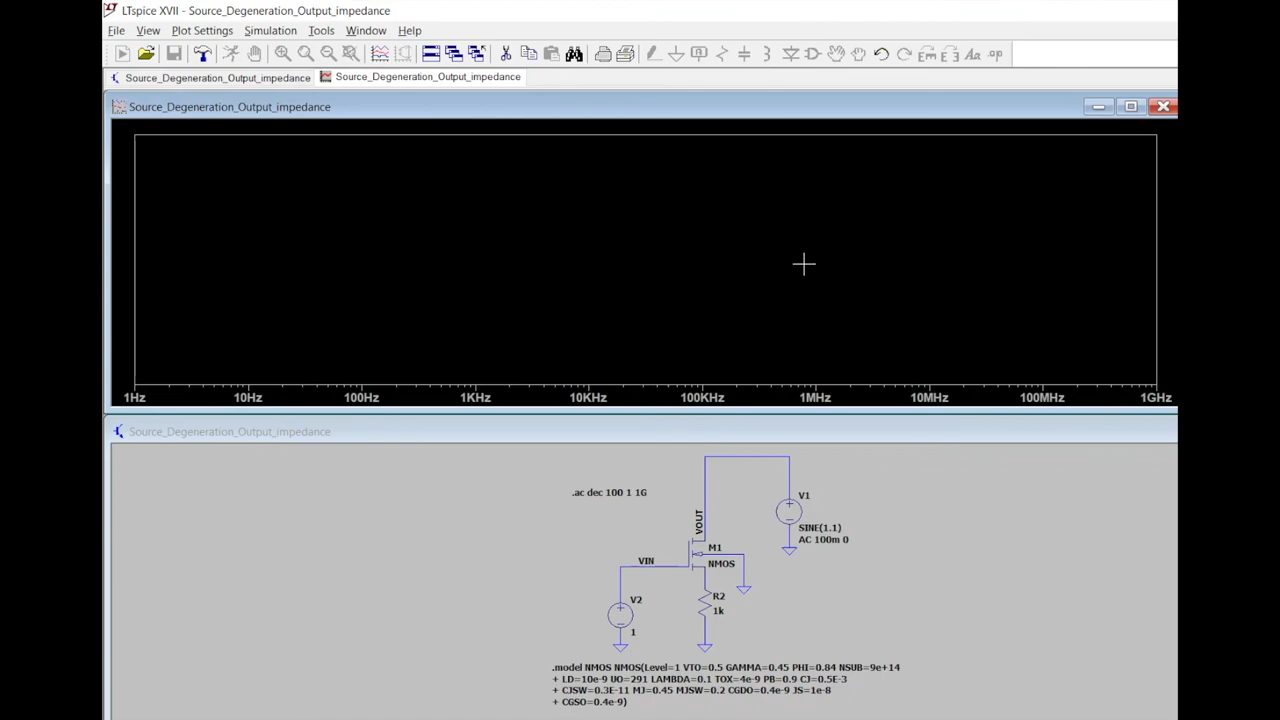 LTspice XVII - Source_Degeneration_Output_impedance
File View Plot Settings Simulation Tools Window Help
Source_Degeneration_Output_impedance Source_Degeneration_Output_impedance
Source_Degeneration_Output_impedance
1Hz 10Hz 100Hz 1KHz 10KHz 100KHz 1MHz 10MHz 100MHz 1GHz
Source_Degeneration_Output_impedance
.ac dec 100 1 1G
V1
VOUT
SINE(1.1)
AC 100m 0
M1
VIN
NMOS
V2
R2
1k
1
.model NMOS NMOS(Level=1 VTO=0.5 GAMMA=0.45 PHI=0.84 NSUB=9e+14
+ LD=10e-9 UO=291 LAMBDA=0.1 TOX=4e-9 PB=0.9 CJ=0.5E-3
+ CJSW=0.3E-11 MJ=0.45 MJSW=0.2 CGDO=0.4e-9 JS=1e-8
+ CGSO=0.4e-9)